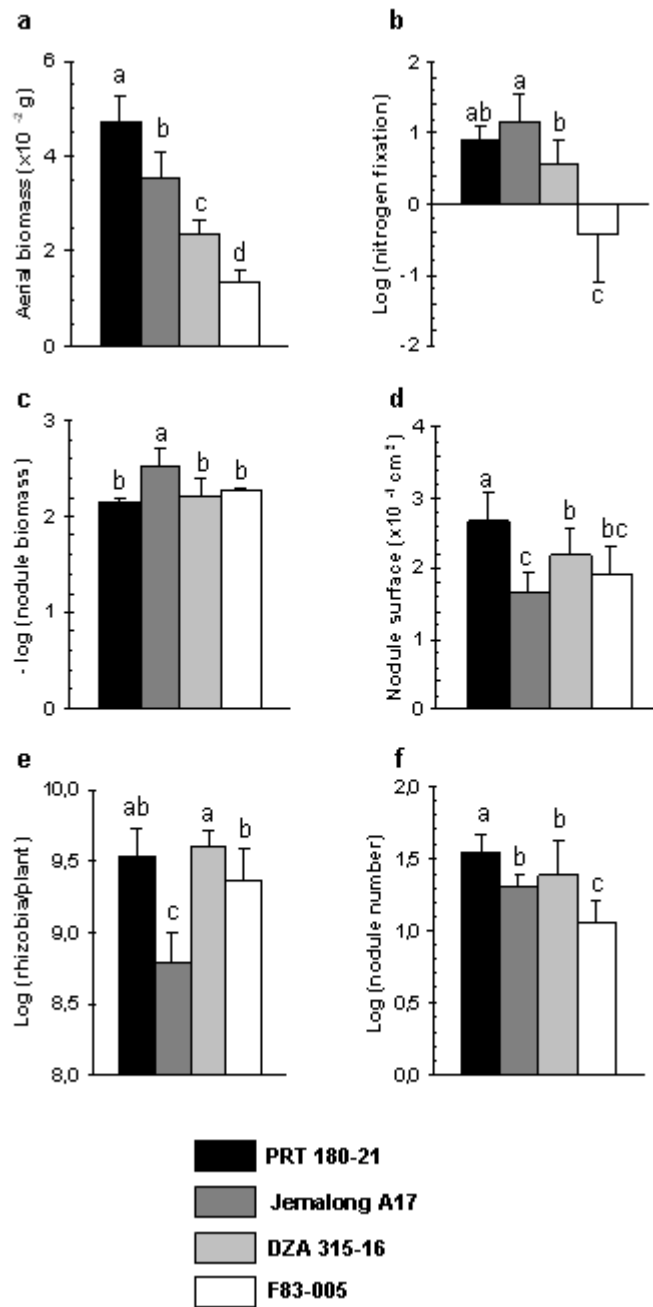 a
Aerial biomass (x10 ⁻² g)
6
4
2
0
a
b
c
d
b
Log (nitrogen fixation)
2
1
0
-1
-2
ab
a
b
c
c
- log (nodule biomass)
3
2
1
0
b
a
b
b
d
Nodule surface (x10 ⁻¹ cm²)
4
3
2
1
0
a
c
b
bc
e
Log (rhizobia/plant)
10,0
9,5
9,0
8,5
8,0
ab
c
a
b
f
Log (nodule number)
2,0
1,5
1,0
0,5
0,0
a
b
b
c
PRT 180-21
Jemalong A17
DZA 315-16
F83-005